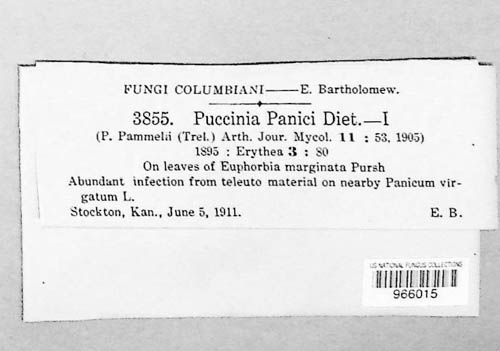 FUNGI COLUMBIANI—E. Bartholomew.
3855. Puccinia Panici Diet.—I
(P. Pammelii (Trel.) Arth. Jour. Mycol. 11 : 53, 1905)
1895 : Erythea 3 : 80
On leaves of Euphorbia marginata Pursh
Abundant infection from teleuto material on nearby Panicum vir-
gatum L.
Stockton, Kan., June 5, 1911. E. B.
US NATIONAL FUNGUS COLLECTIONS
966015